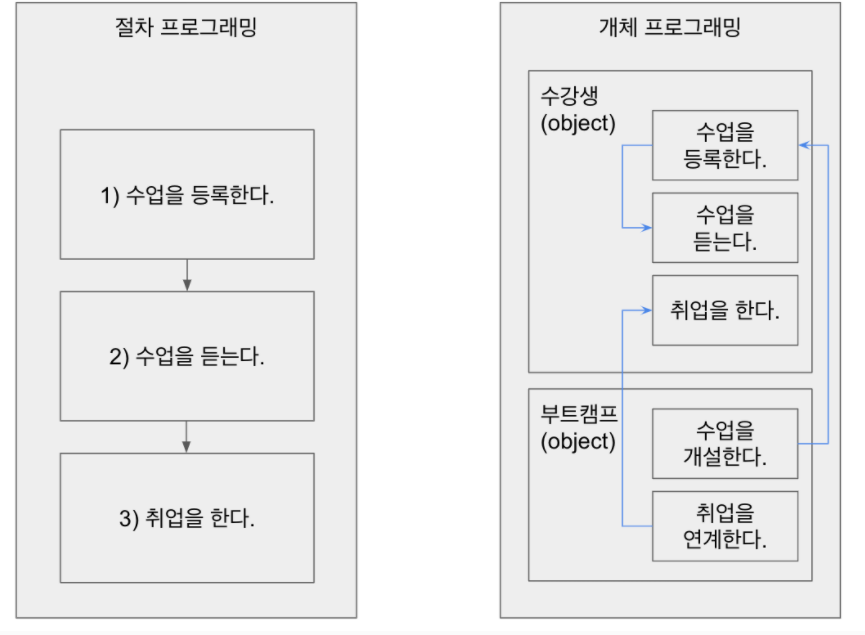 절차 프로그래밍
1) 수업을 등록한다.
2) 수업을 듣는다.
3) 취업을 한다.
개체 프로그래밍
수강생
(object)
수업을
등록한다.
수업을
듣는다.
취업을 한다.
부트캠프
(object)
수업을
개설한다.
취업을
연계한다.